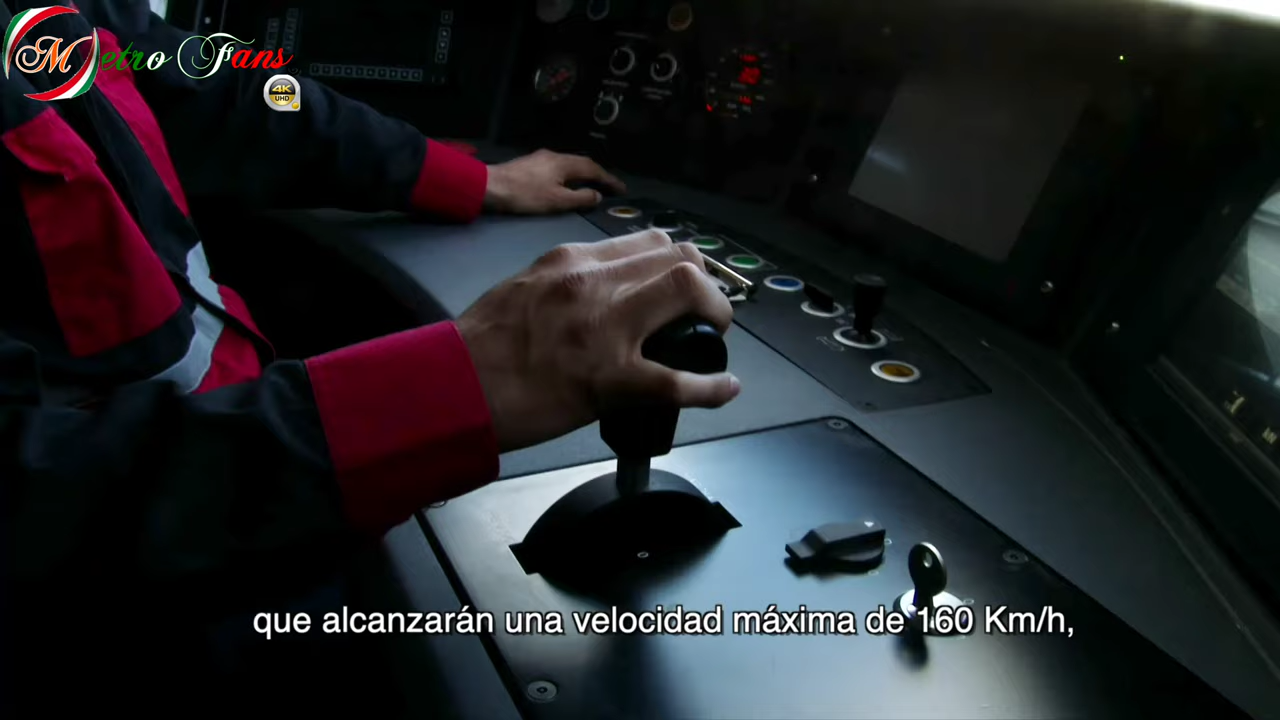 Metro Fans
4K
UHD
que alcanzarán una velocidad máxima de 160 Km/h,